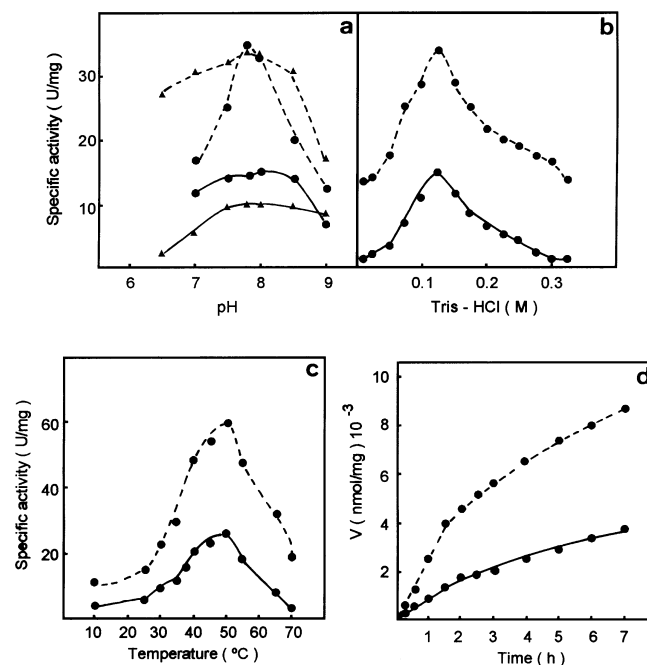 a
Specific activity ( U/mg )
30
20
10
6 7 8 9
pH
b
0.1 0.2 0.3
Tris - HCl ( M )
c
Specific activity ( U/mg )
60
40
20
10 20 30 40 50 60 70
Temperature ( ºC )
d
V ( nmol/mg ) 10 -3
10
8
6
4
2
1 2 3 4 5 6 7
Time ( h )